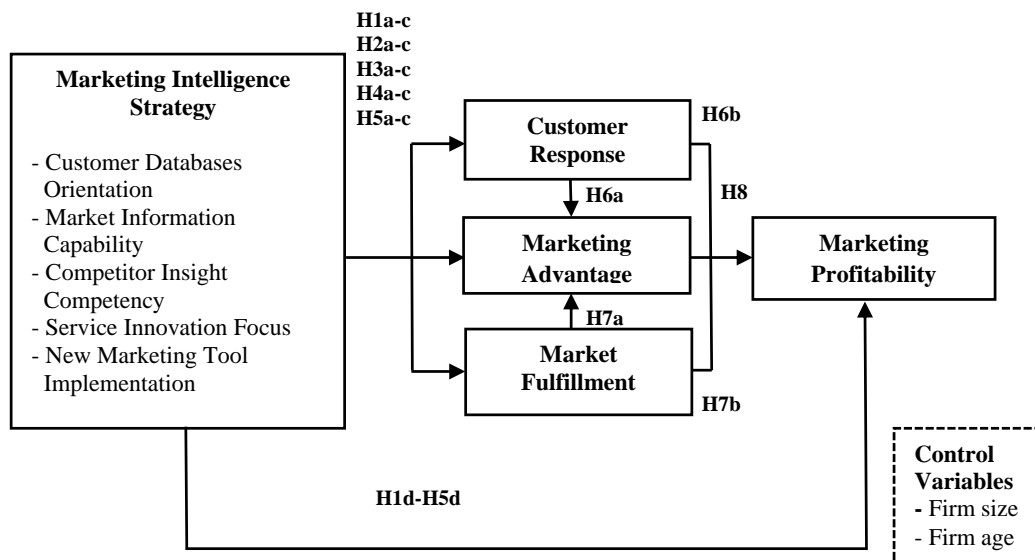 H1a-c
H2a-c
H3a-c
H4a-c
H5a-c
Marketing Intelligence
Strategy
- Customer Databases
Orientation
- Market Information
Capability
- Competitor Insight
Competency
- Service Innovation Focus
- New Marketing Tool
Implementation
Customer
Response
H6b
H6a
H8
Marketing
Advantage
Marketing
Profitability
H7a
Market
Fulfillment
H7b
H1d-H5d
Control
Variables
- Firm size
- Firm age